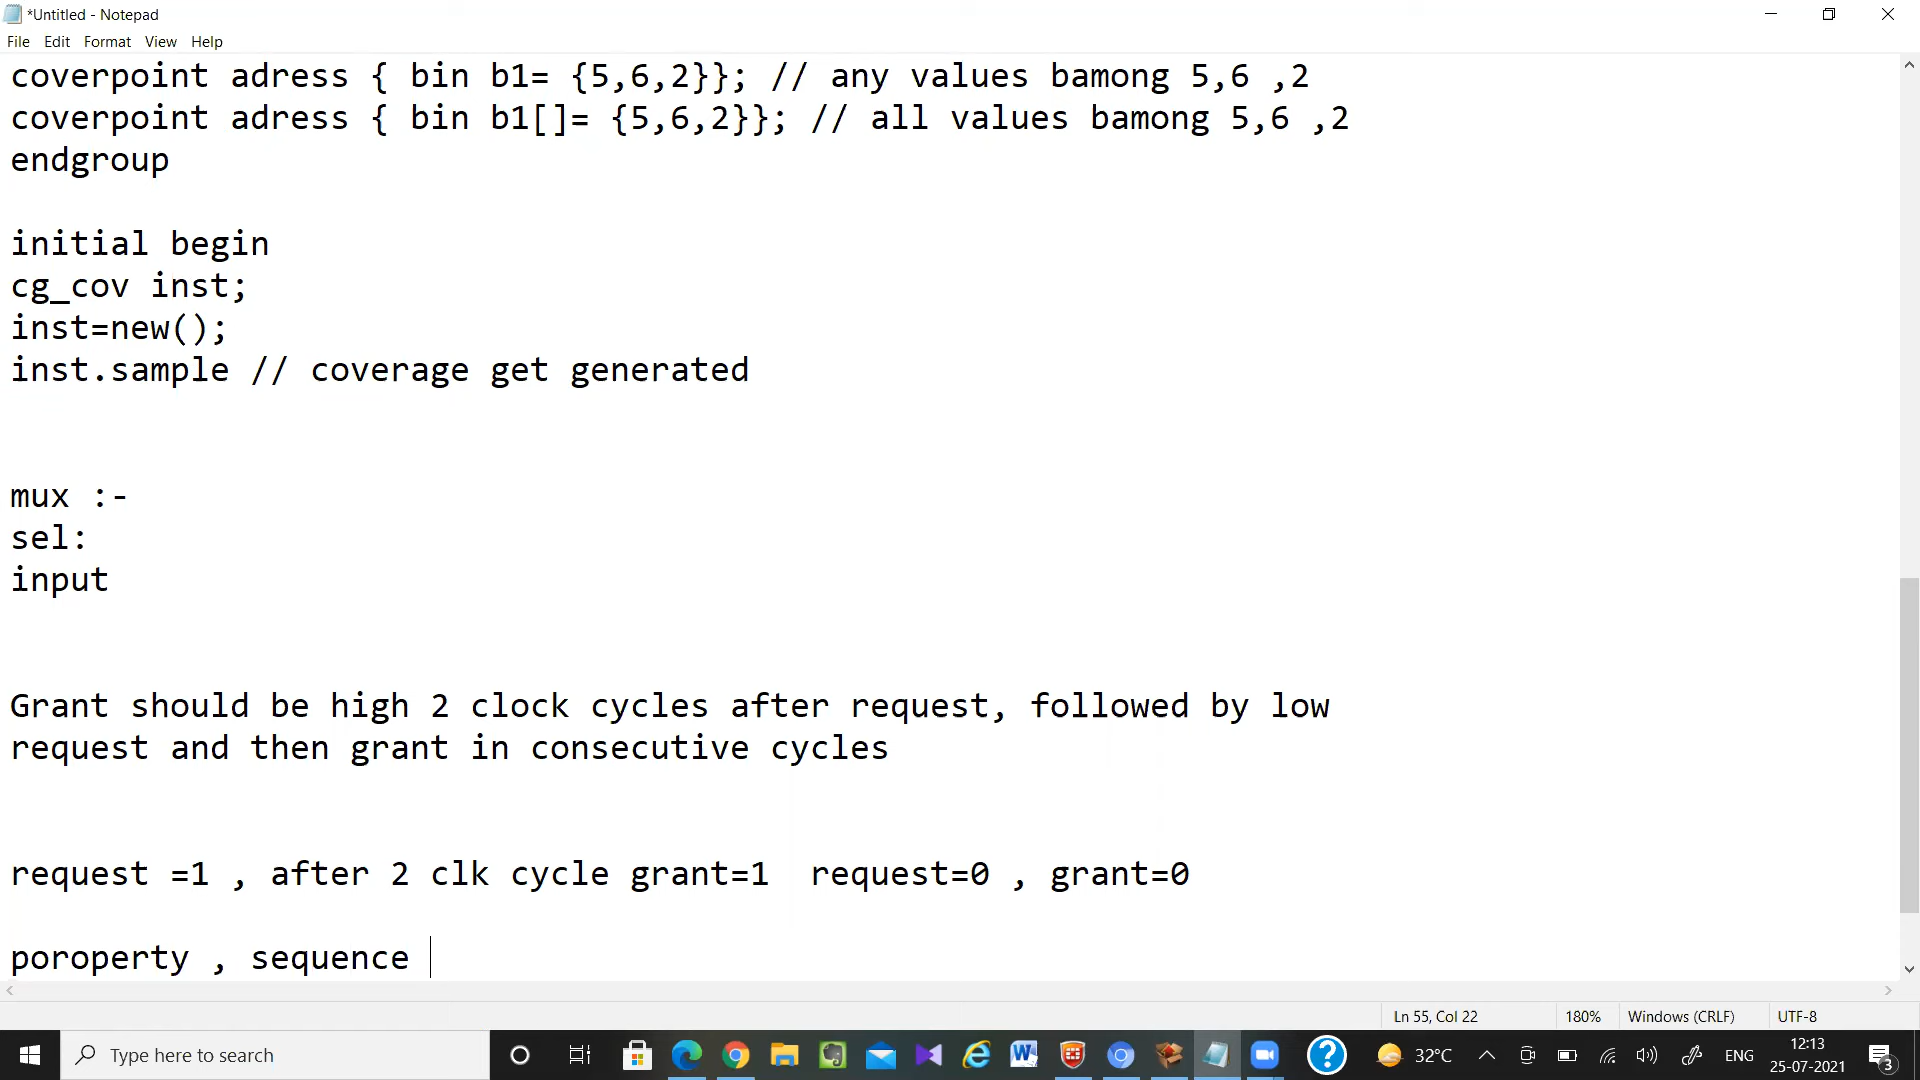 *Untitled - Notepad
File Edit Format View Help
coverpoint adress { bin b1= {5,6,2}}; // any values bamong 5,6 ,2
coverpoint adress { bin b1[]= {5,6,2}}; // all values bamong 5,6 ,2
endgroup
initial begin
cg_cov inst;
inst=new();
inst.sample // coverage get generated
mux :-
sel:
input
Grant should be high 2 clock cycles after request, followed by low
request and then grant in consecutive cycles
request =1 , after 2 clk cycle grant=1  request=0 , grant=0
poroperty , sequence
Ln 55, Col 22 180% Windows (CRLF) UTF-8
Type here to search
32°C ENG
12:13
25-07-2021
3